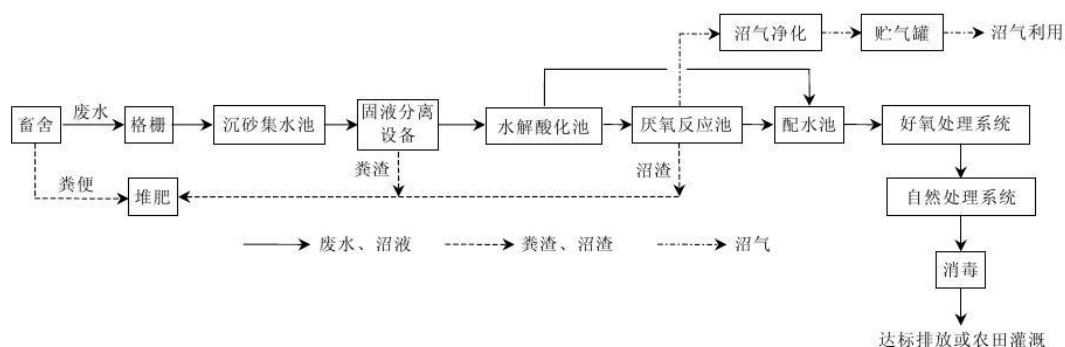 沼气净化
贮气罐
沼气利用
畜舍
废水
格栅
沉砂集水池
固液分离
设备
水解酸化池
厌氧反应池
配水池
好氧处理系统
粪便
堆肥
粪渣
沼渣
自然处理系统
废水、沼液
粪渣、沼渣
沼气
消毒
达标排放或农田灌溉